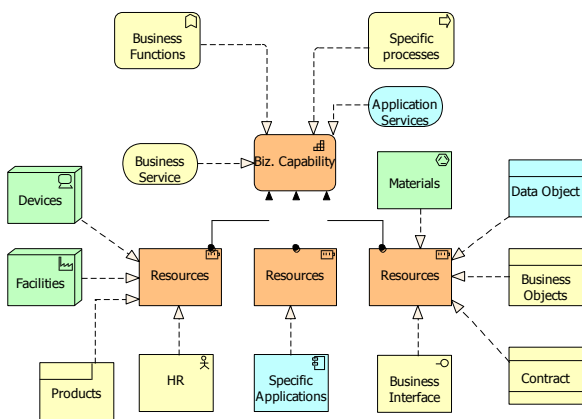 Business
Functions
Specific
processes
Application
Services
Business
Service
Biz. Capability
Materials
Data Object
Devices
Facilities
Resources
Resources
Resources
Business
Objects
Products
HR
Specific
Applications
Business
Interface
Contract